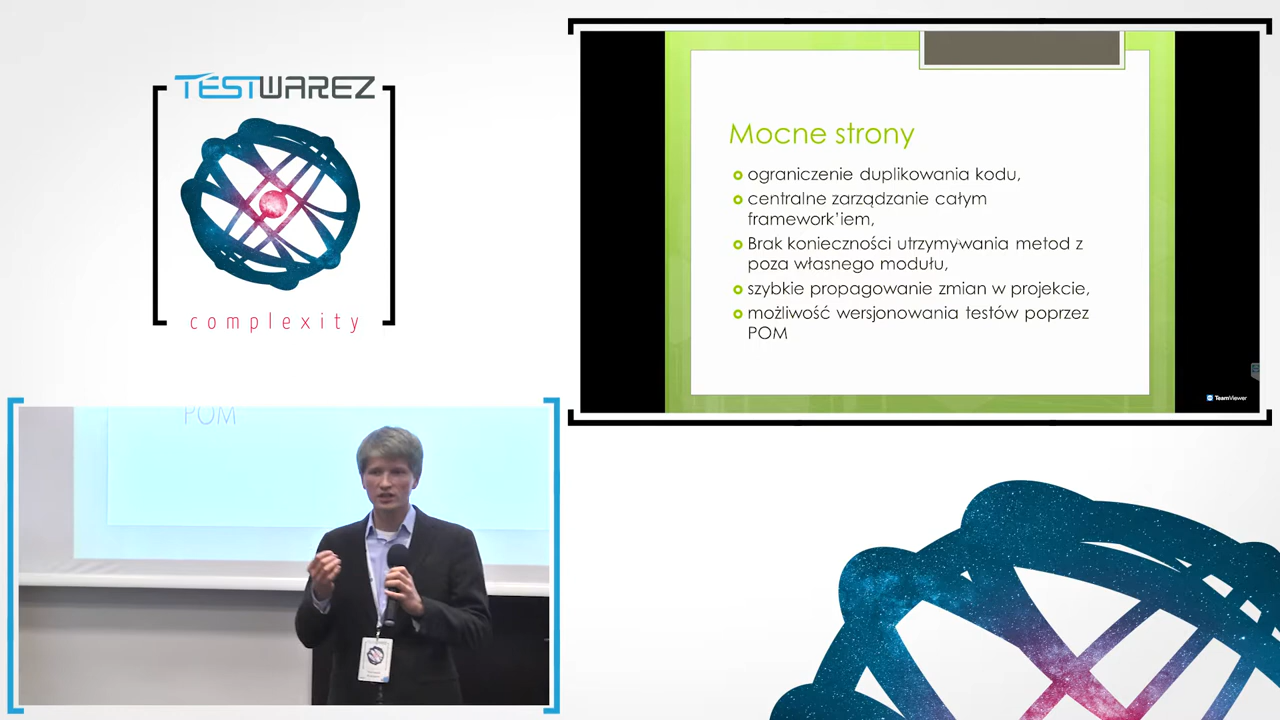 TESTWAREZ
complexity
Mocne strony
ograniczenie duplikowania kodu,
centralne zarządzanie całym
framework'iem,
Brak konieczności utrzymywania metod z
poza własnego modułu,
szybkie propagowanie zmian w projekcie,
możliwość wersjonowania testów poprzez
POM
TeamViewer
POM